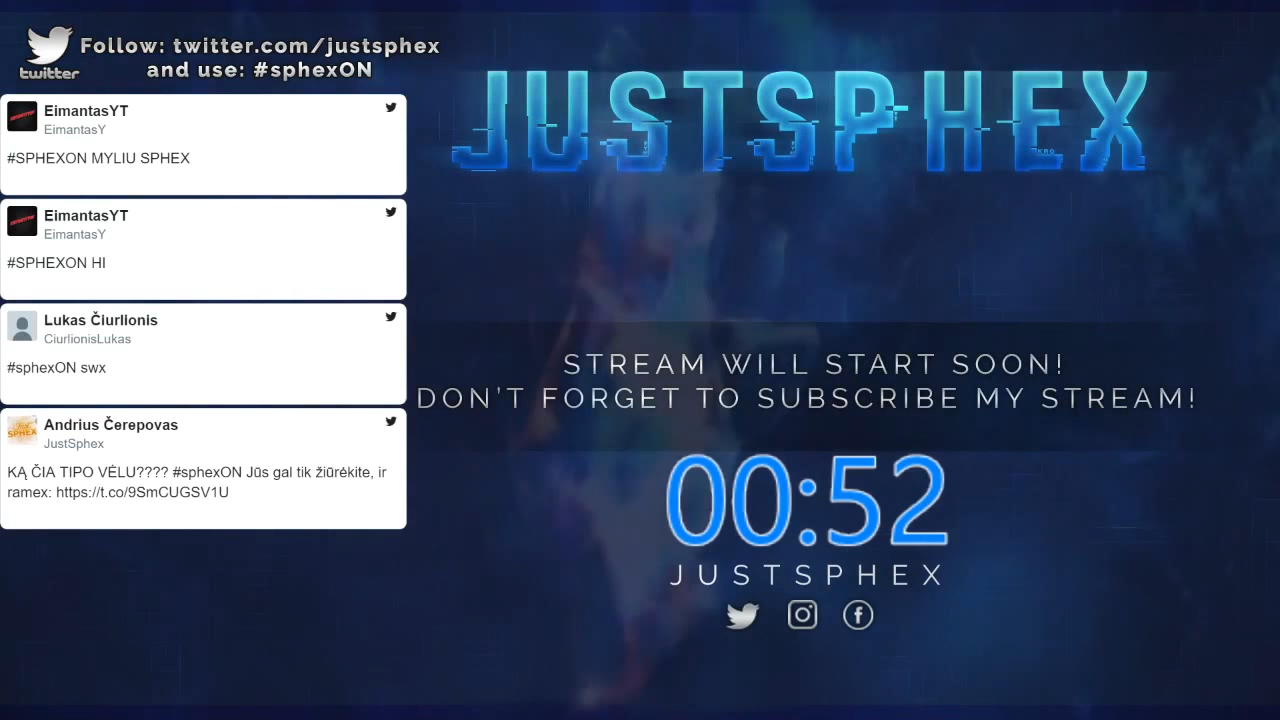 Follow: twitter.com/justsphex
and use: #sphexON
twitter
EimantasYT
EimantasY
#SPHEXON MYLIU SPHEX
EimantasYT
EimantasY
#SPHEXON HI
Lukas Čiurlionis
CiurlionisLukas
#sphexON swx
Andrius Čerepovas
JustSphex
KĄ ČIA TIPO VĖLU???? #sphexON Jūs gal tik žiūrėkite, ir
ramex: https://t.co/9SmCUGSV1U
JUSTSPHEX
STREAM WILL START SOON!
DON'T FORGET TO SUBSCRIBE MY STREAM!
00:52
JUSTSPHEX